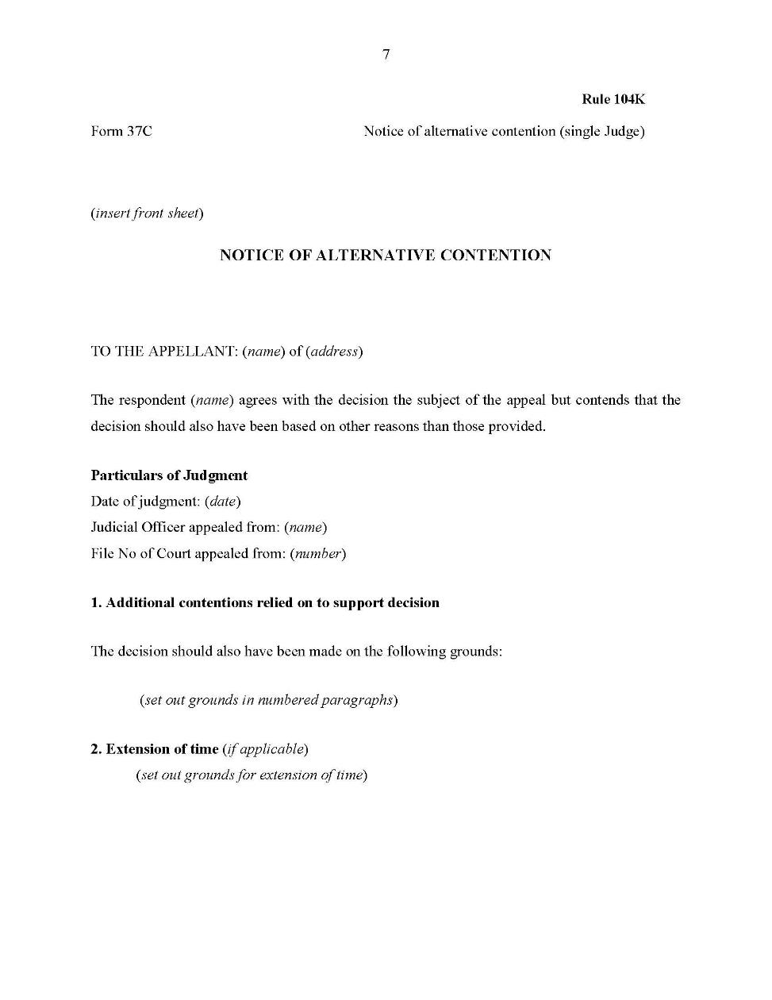 7
Rule 104K
Form 37C Notice of alternative contention (single Judge)
(insert front sheet)
NOTICE OF ALTERNATIVE CONTENTION
TO THE APPELLANT: (name) of (address)
The respondent (name) agrees with the decision the subject of the appeal but contends that the
decision should also have been based on other reasons than those provided.
Particulars of Judgment
Date of judgment: (date)
Judicial Officer appealed from: (name)
File No of Court appealed from: (number)
1. Additional contentions relied on to support decision
The decision should also have been made on the following grounds:
(set out grounds in numbered paragraphs)
2. Extension of time (if applicable)
(set out grounds for extension of time)